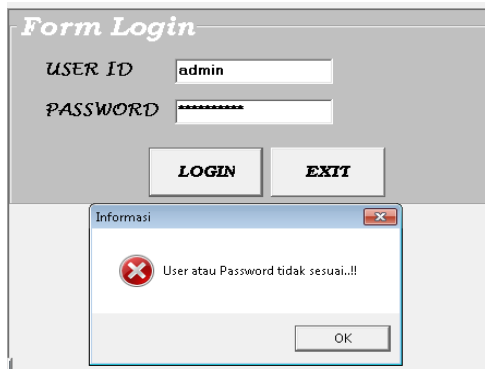 Form Login
USER ID admin
PASSWORD **********
LOGIN EXIT
Informasi
User atau Password tidak sesuai..!!
OK